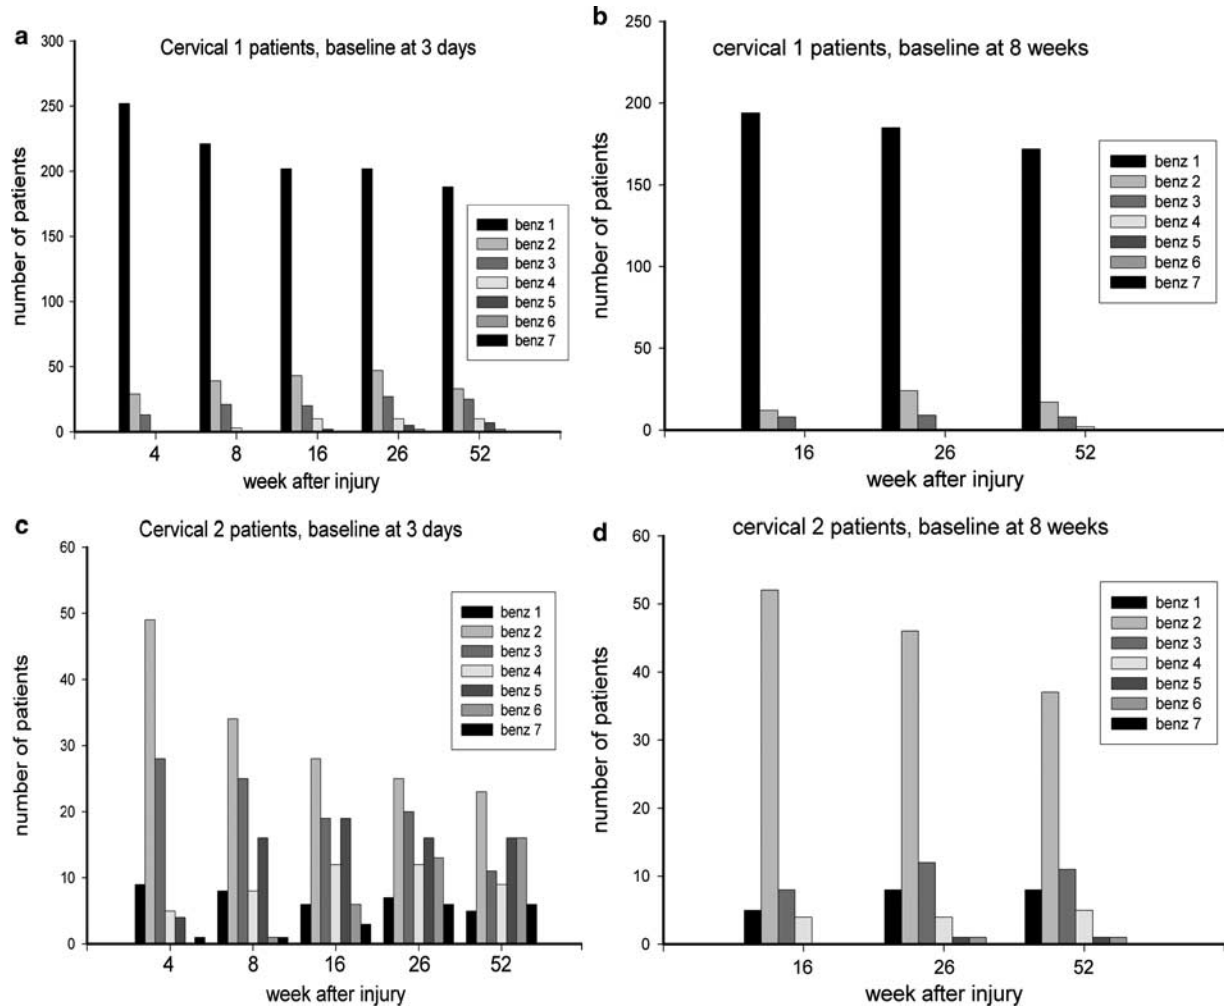 a
Cervical 1 patients, baseline at 3 days
300
250
200
150
100
50
0
number of patients
benz 1
benz 2
benz 3
benz 4
benz 5
benz 6
benz 7
4 8 16 26 52
week after injury
b
cervical 1 patients, baseline at 8 weeks
250
200
150
100
50
0
number of patients
benz 1
benz 2
benz 3
benz 4
benz 5
benz 6
benz 7
16 26 52
week after injury
c
Cervical 2 patients, baseline at 3 days
60
50
40
30
20
10
0
number of patients
benz 1
benz 2
benz 3
benz 4
benz 5
benz 6
benz 7
4 8 16 26 52
week after injury
d
cervical 2 patients, baseline at 8 weeks
60
50
40
30
20
10
0
number of patients
benz 1
benz 2
benz 3
benz 4
benz 5
benz 6
benz 7
16 26 52
week after injury